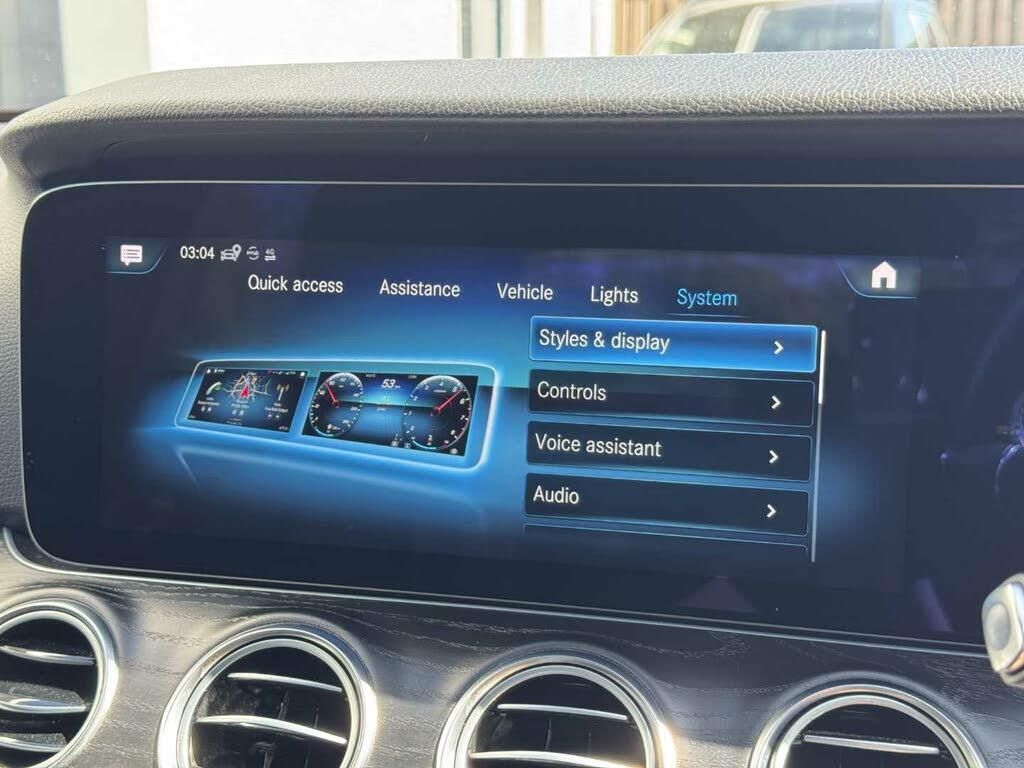 03:04 4G
Quick access Assistance Vehicle Lights System
Styles & display
Controls
Voice assistant
Audio
53